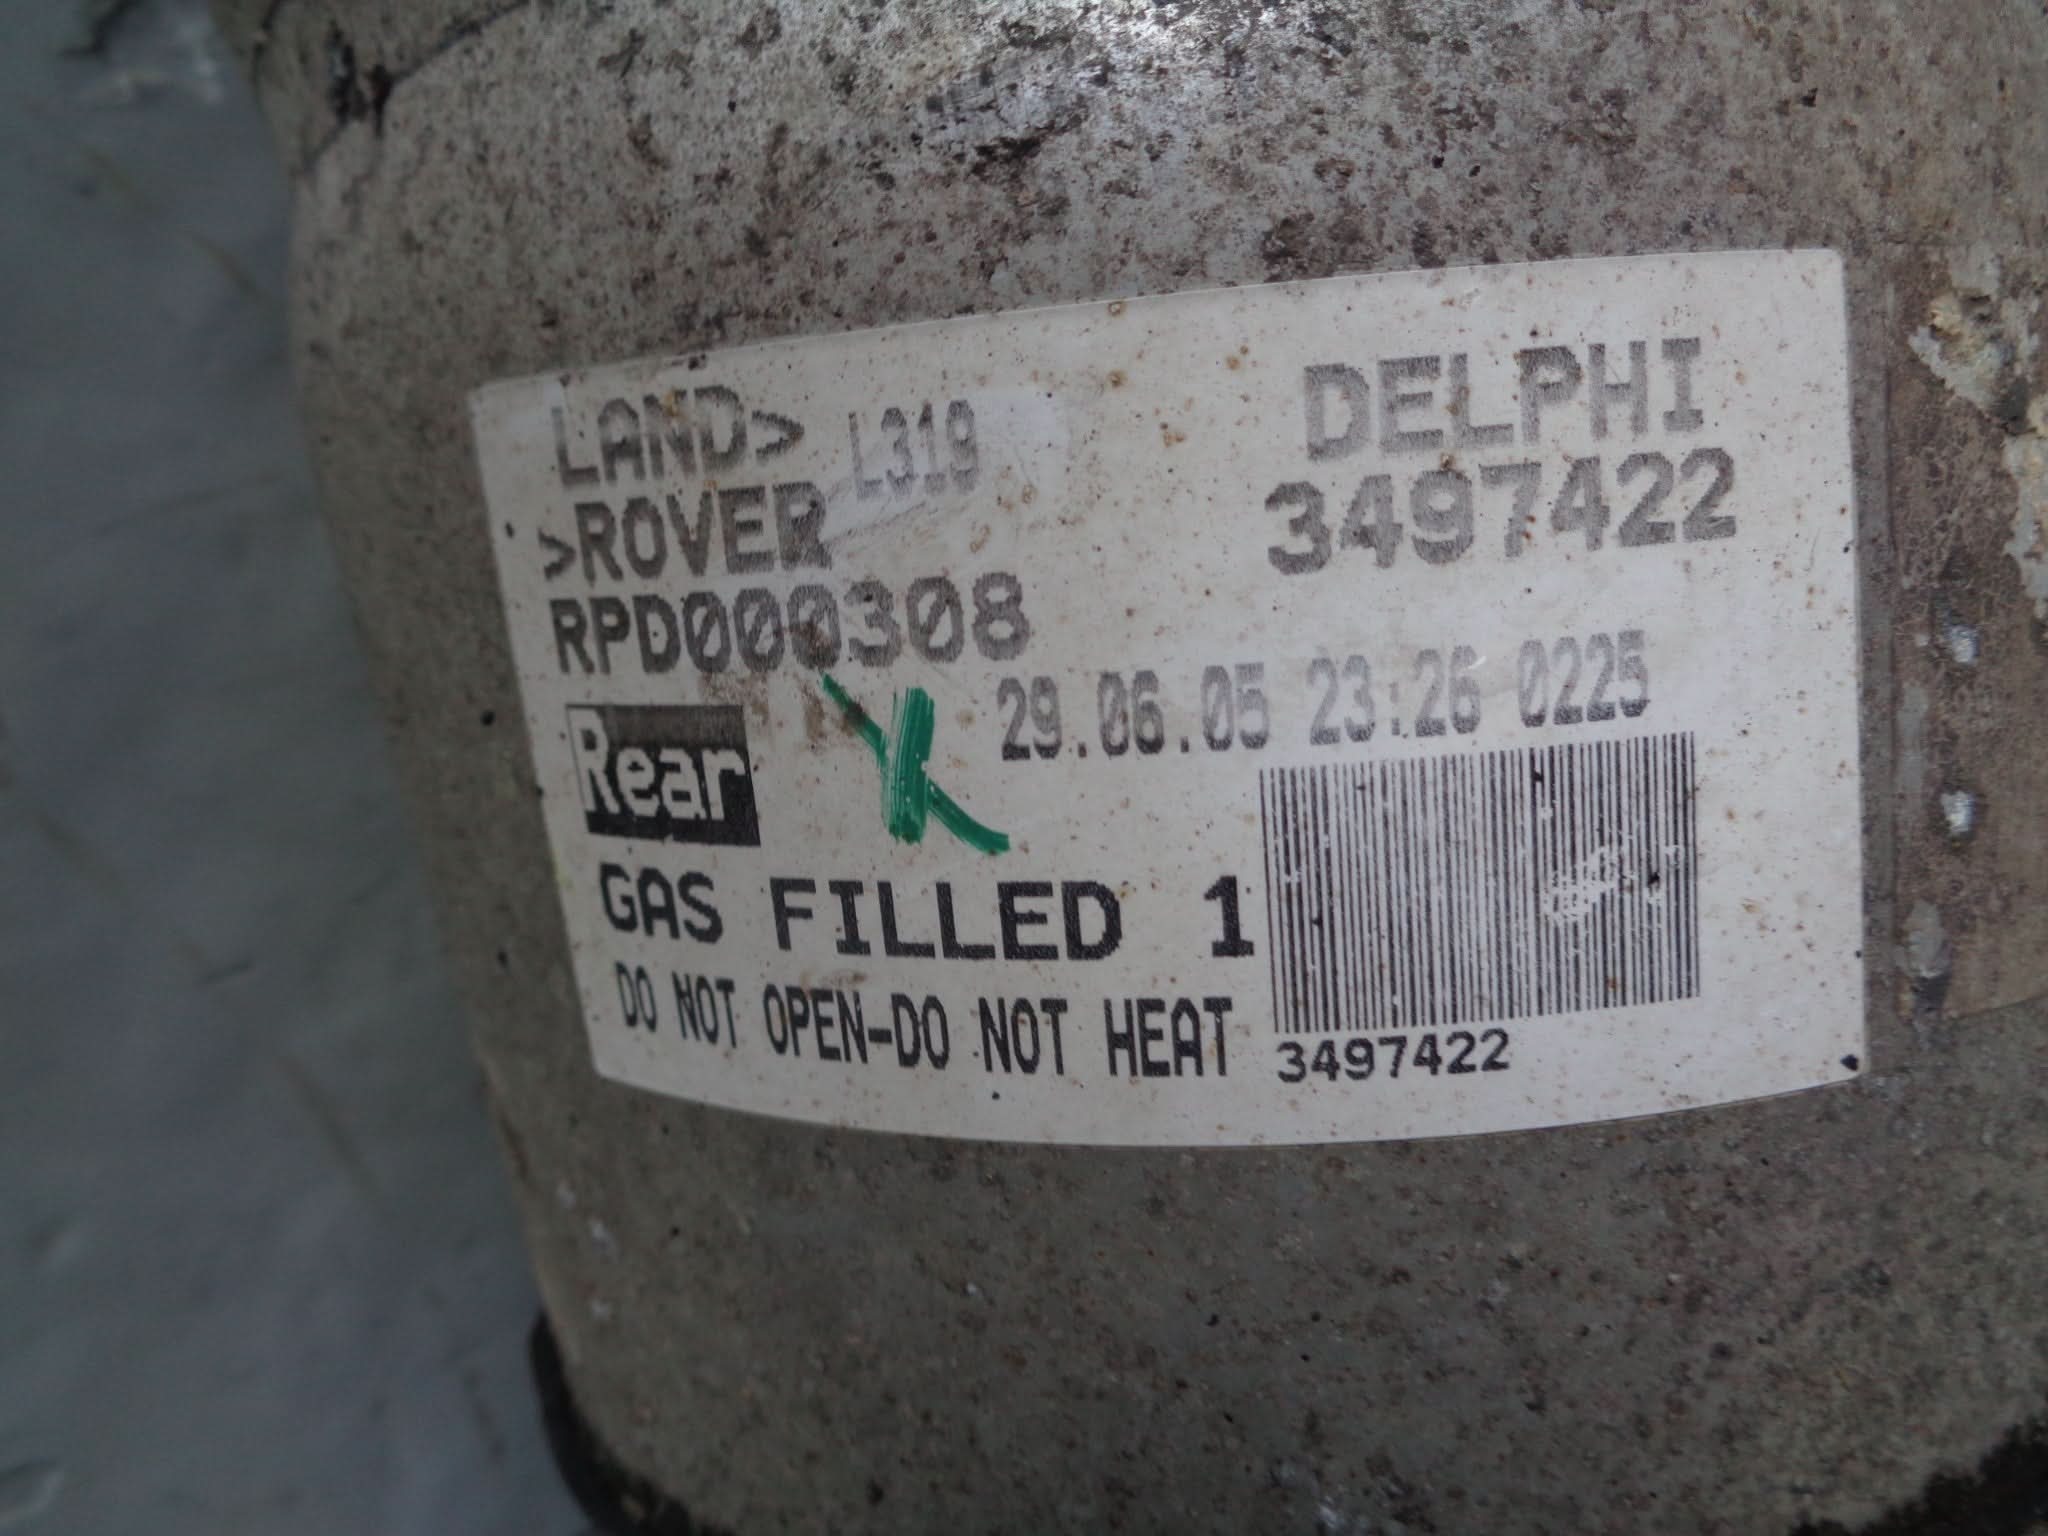 LAND> L319
>ROVER
RPD000308
DELPHI
3497422
29.06.05 23:26 0225
Rear
GAS FILLED 1
DO NOT OPEN-DO NOT HEAT
3497422